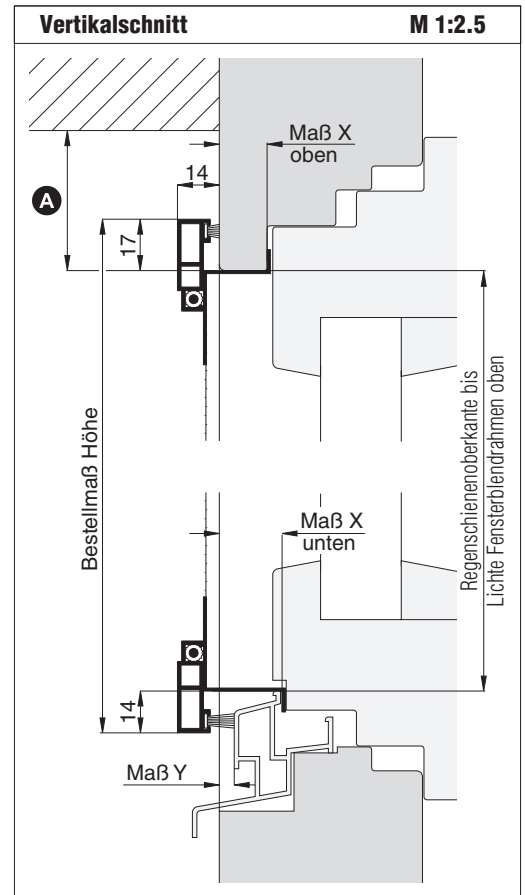 Vertikalschnitt M 1:2.5
Maß X
oben
14
A
17
Bestellmaß Höhe
Regenschienenoberkante bis
Lichte Fensterblendrahmen oben
Maß X
unten
14
Maß Y